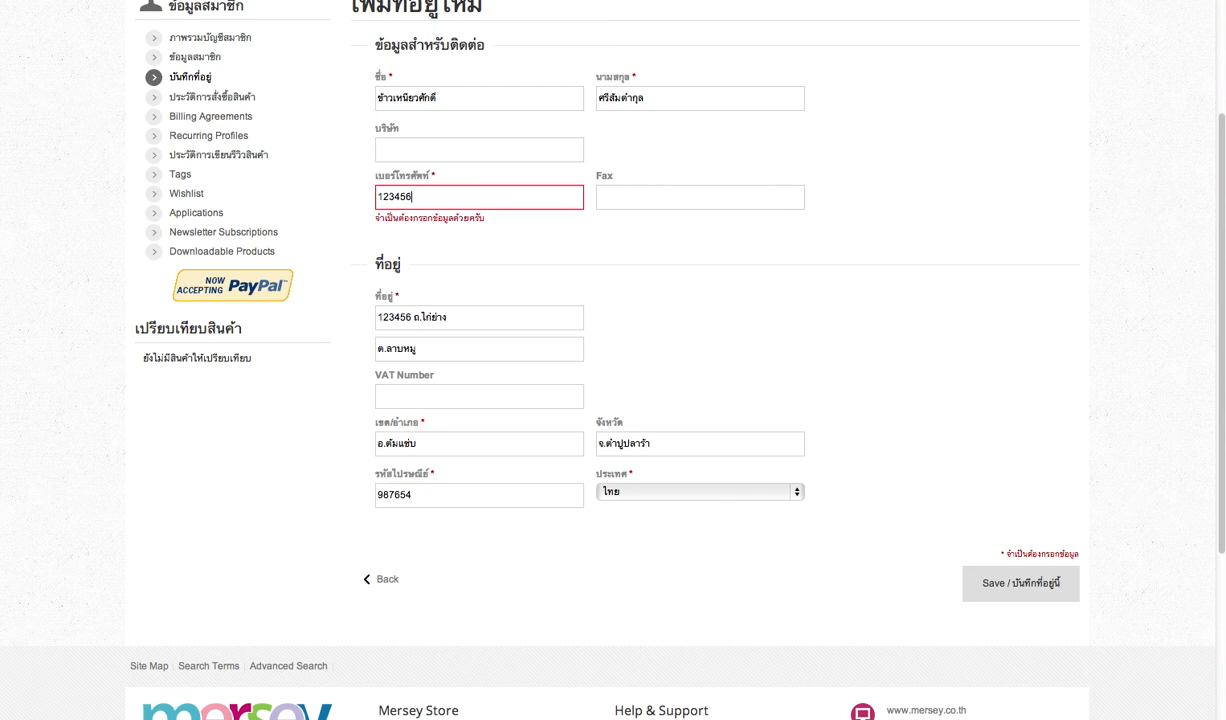 ข้อมูลสมาชิก
ภาพรวมบัญชีสมาชิก
ข้อมูลสมาชิก
บันทึกที่อยู่
ประวัติการสั่งซื้อสินค้า
Billing Agreements
Recurring Profiles
ประวัติการเขียนรีวิวสินค้า
Tags
Wishlist
Applications
Newsletter Subscriptions
Downloadable Products
NOW ACCEPTING PayPal
เปรียบเทียบสินค้า
ยังไม่มีสินค้าให้เปรียบเทียบ
เพิ่มที่อยู่ใหม่
ข้อมูลสำหรับติดต่อ
ชื่อ * นามสกุล *
ข้าวเหนียวศักดิ์ ศรีส้มตำกุล
บริษัท
เบอร์โทรศัพท์ * Fax
123456
จำเป็นต้องกรอกข้อมูลด้วยครับ
ที่อยู่
ที่อยู่ *
123456 ถ.ไก่ย่าง
ต.ลาบหมู
VAT Number
เขต/อำเภอ * จังหวัด
อ.ต้มแซ่บ จ.ตำปูปลาร้า
รหัสไปรษณีย์ * ประเทศ *
987654 ไทย
* จำเป็นต้องกรอกข้อมูล
Back Save / บันทึกที่อยู่นี้
Site Map Search Terms Advanced Search
mersey Mersey Store Help & Support www.mersey.co.th